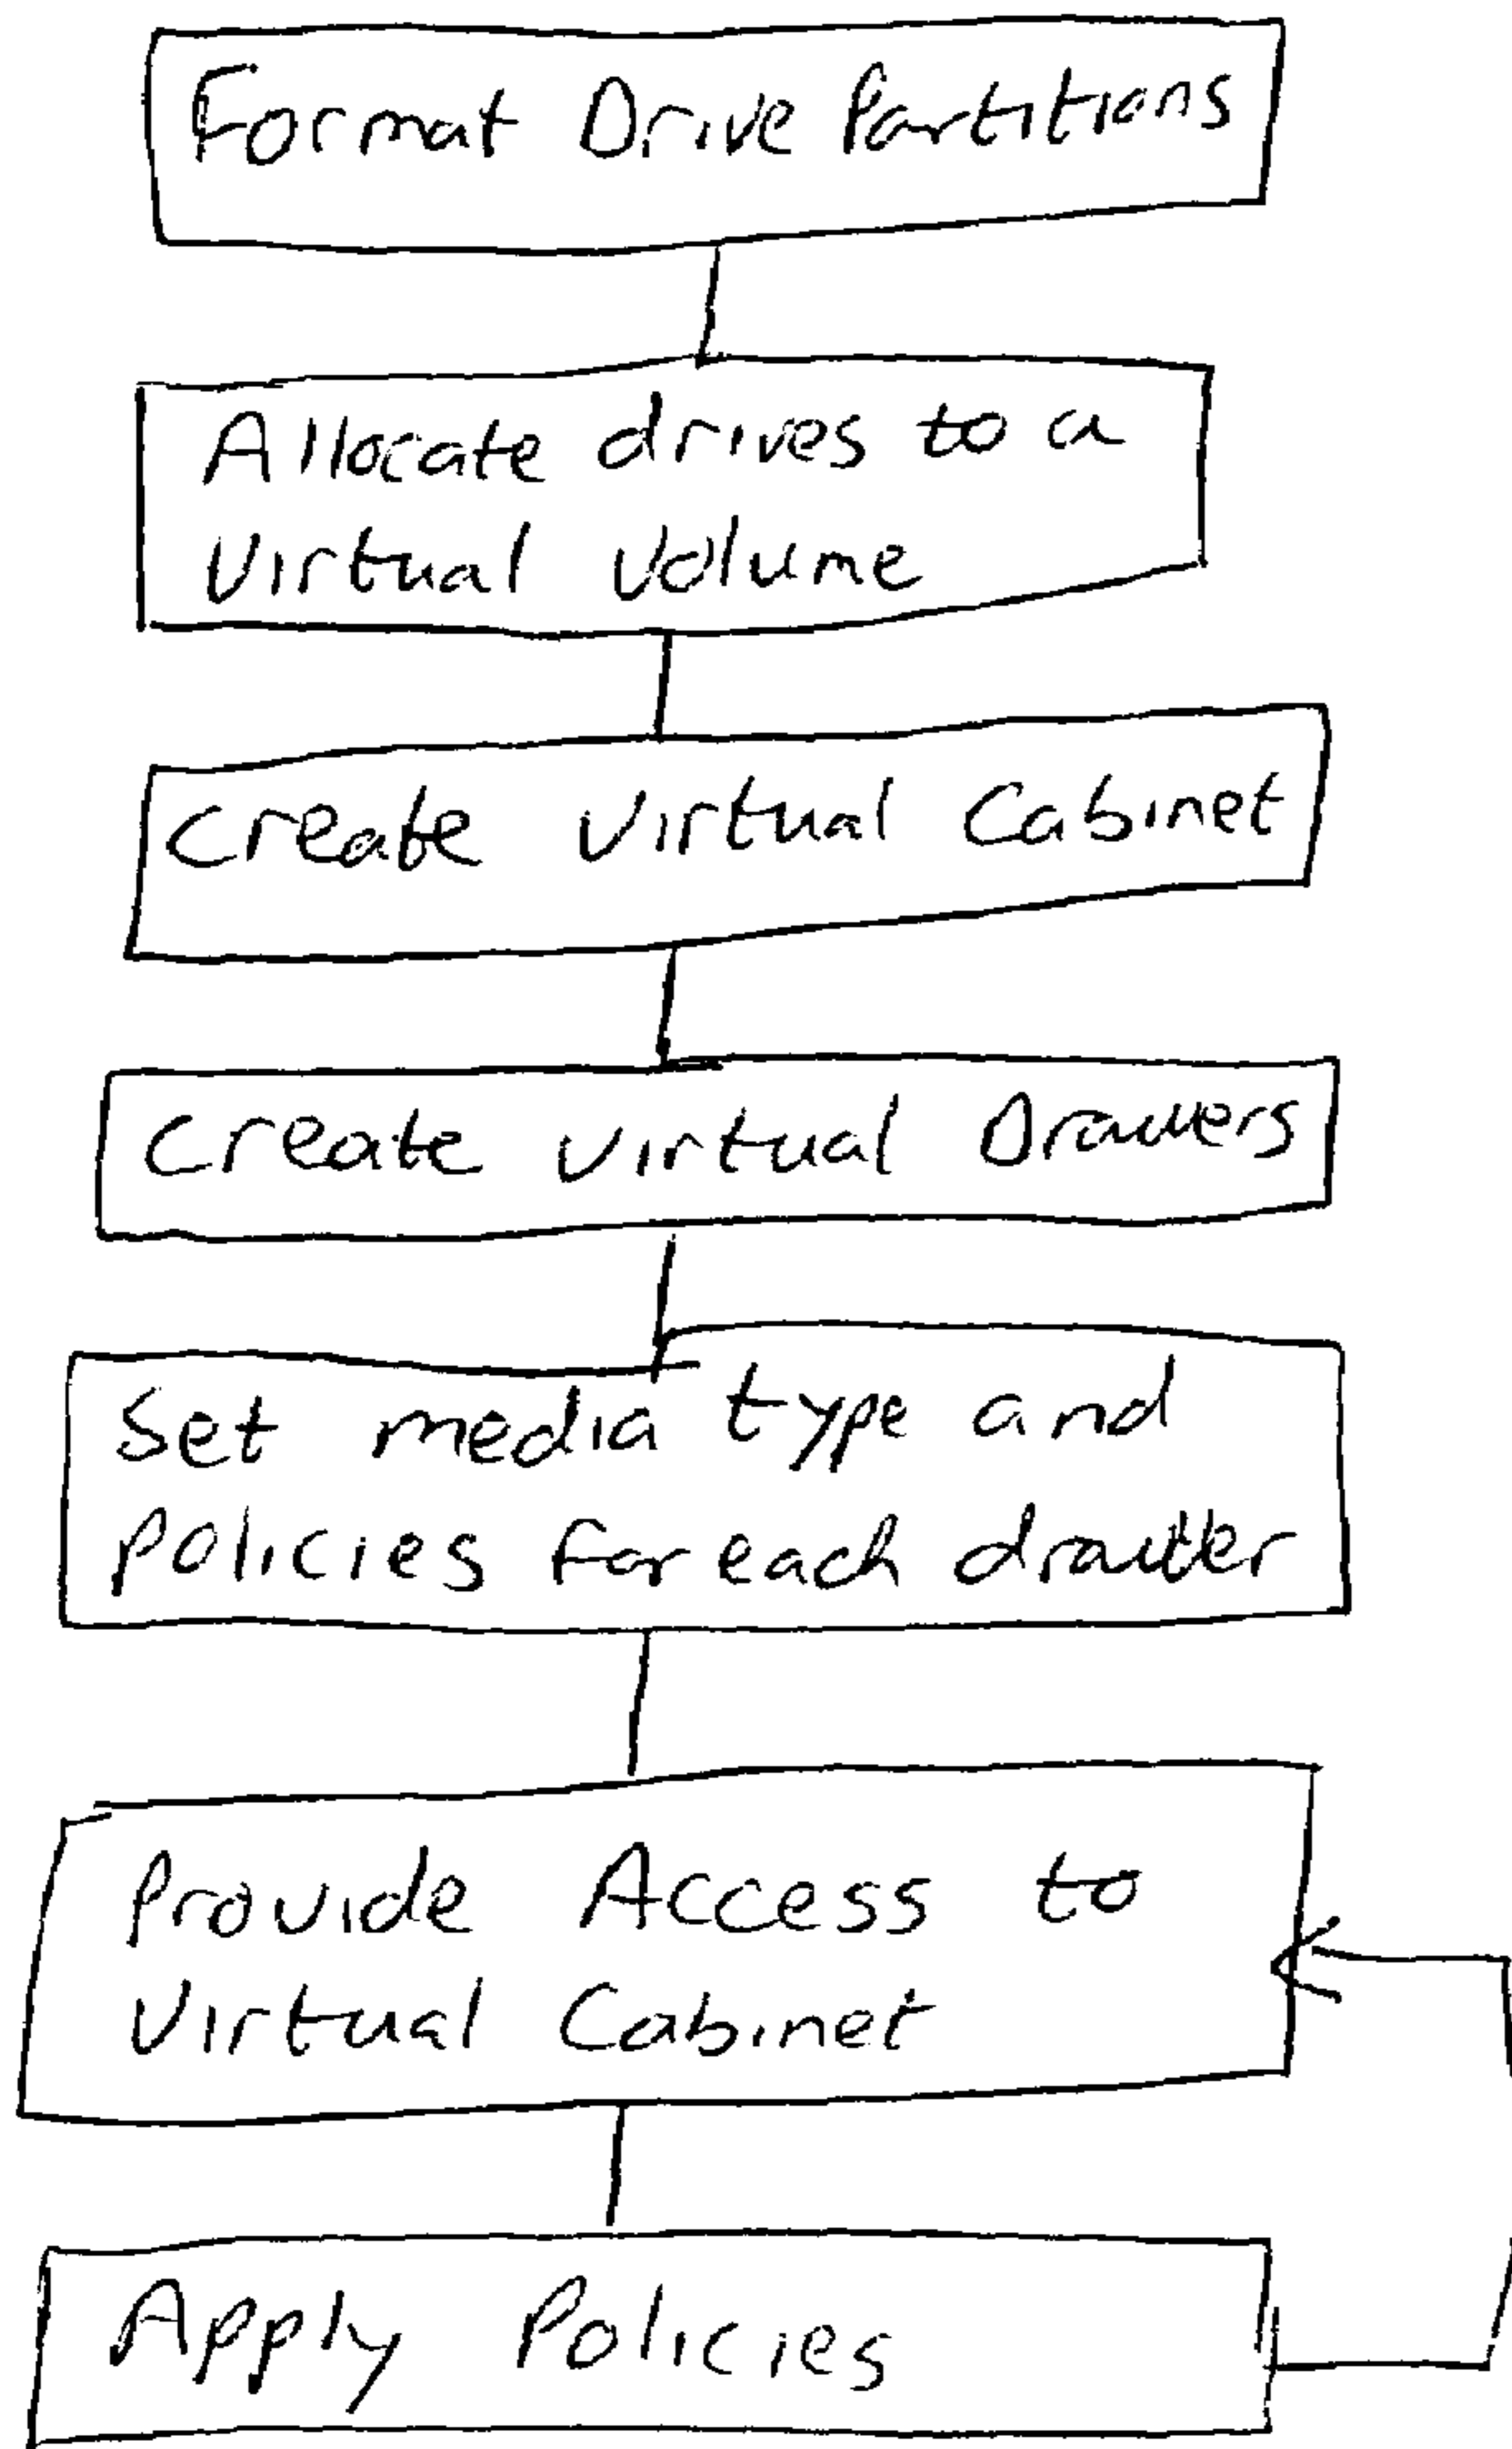 Format Drive Partitions
Allocate drives to a
Virtual Volume
Create Virtual Cabinet
Create Virtual Drawers
Set media type and
policies for each drawer
Provide Access to
Virtual Cabinet
Apply Policies